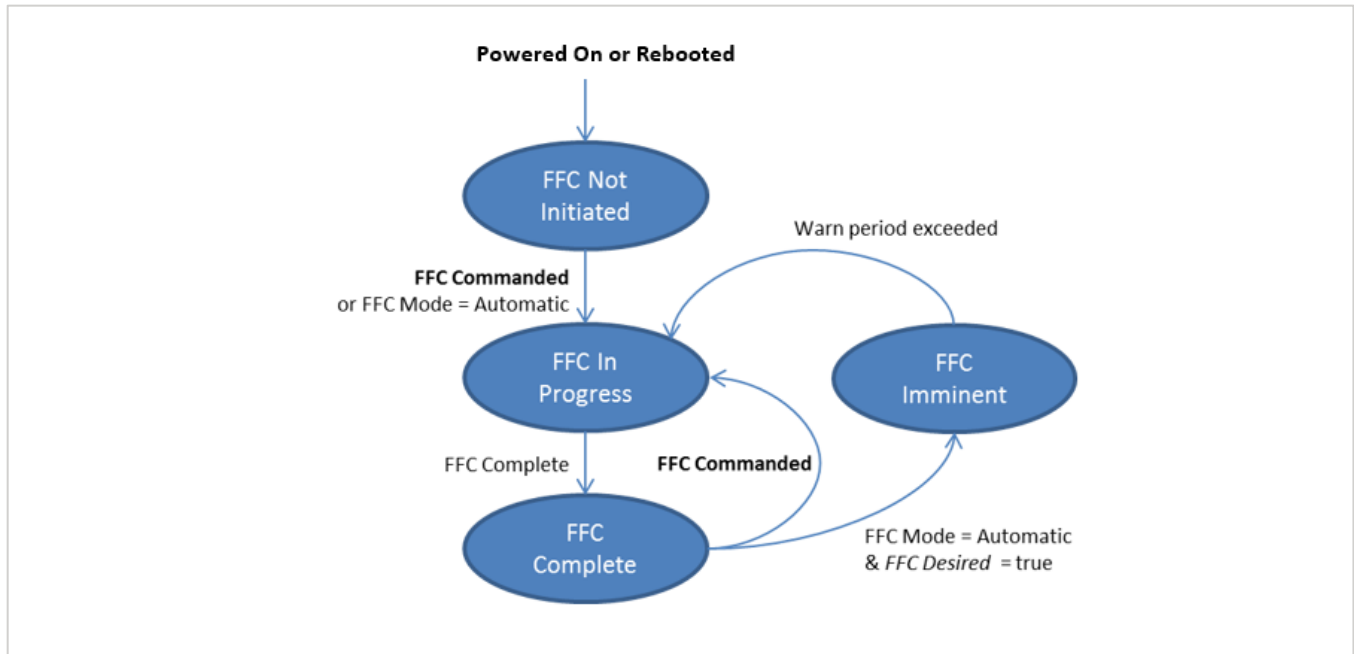 Powered On or Rebooted
FFC Not
Initiated
Warn period exceeded
FFC Commanded
or FFC Mode = Automatic
FFC In
Progress
FFC
Imminent
FFC Complete
FFC Commanded
FFC
Complete
FFC Mode = Automatic
& FFC Desired = true